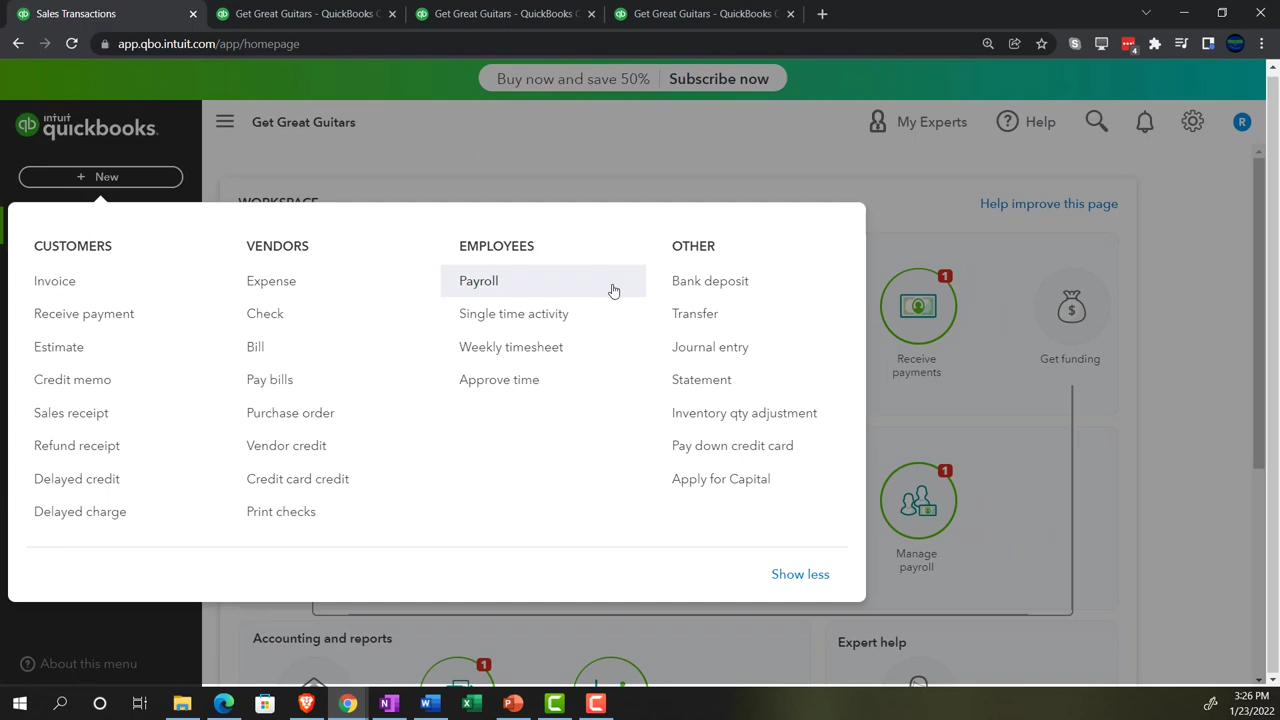 Sales Transactions
Get Great Guitars - QuickBooks C
Get Great Guitars - QuickBooks C
Get Great Guitars - QuickBooks C
app.qbo.intuit.com/app/homepage
4
Buy now and save 50% Subscribe now
intuit
quickbooks.
Get Great Guitars
My Experts
Help
R
+ New
WORKSPACE
Help improve this page
CUSTOMERS
Invoice
Receive payment
Estimate
Credit memo
Sales receipt
Refund receipt
Delayed credit
Delayed charge
VENDORS
Expense
Check
Bill
Pay bills
Purchase order
Vendor credit
Credit card credit
Print checks
EMPLOYEES
Payroll
Single time activity
Weekly timesheet
Approve time
OTHER
Bank deposit
Transfer
Journal entry
Statement
Inventory qty adjustment
Pay down credit card
Apply for Capital
Show less
1
Receive
payments
Get funding
1
Manage
payroll
Accounting and reports
1
Expert help
About this menu
3:26 PM
1/23/2022